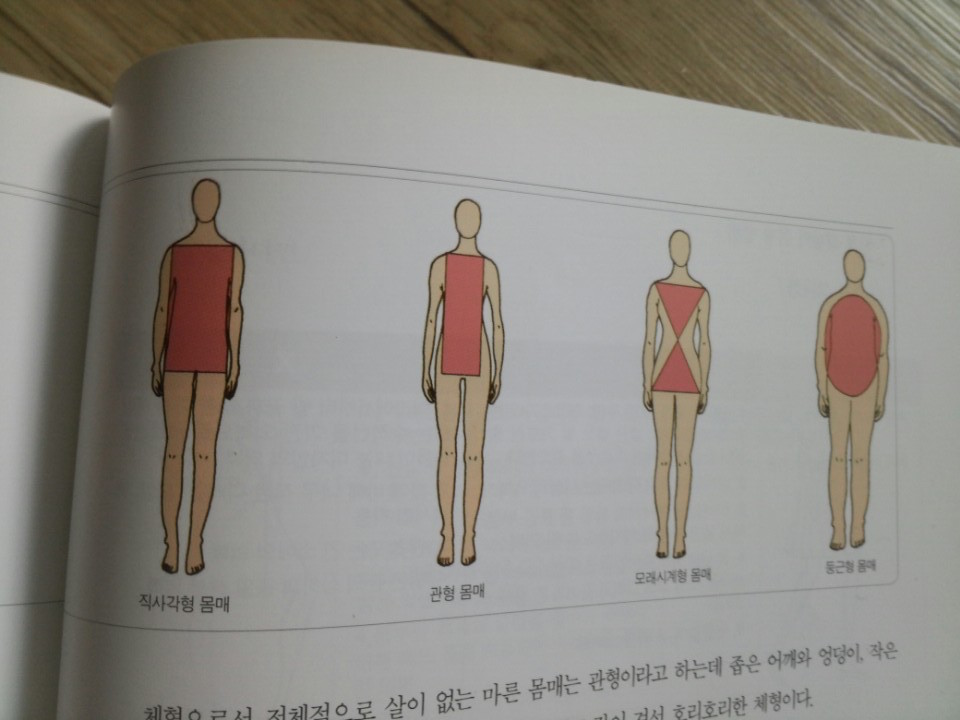 직사각형 몸매
관형 몸매
모래시계형 몸매
둥근형 몸매
체형으로서 전체적으로 살이 없는 마른 몸매는 관형이라고 하는데 좁은 어깨와 엉덩이, 작은
호리호리한 체형이다.